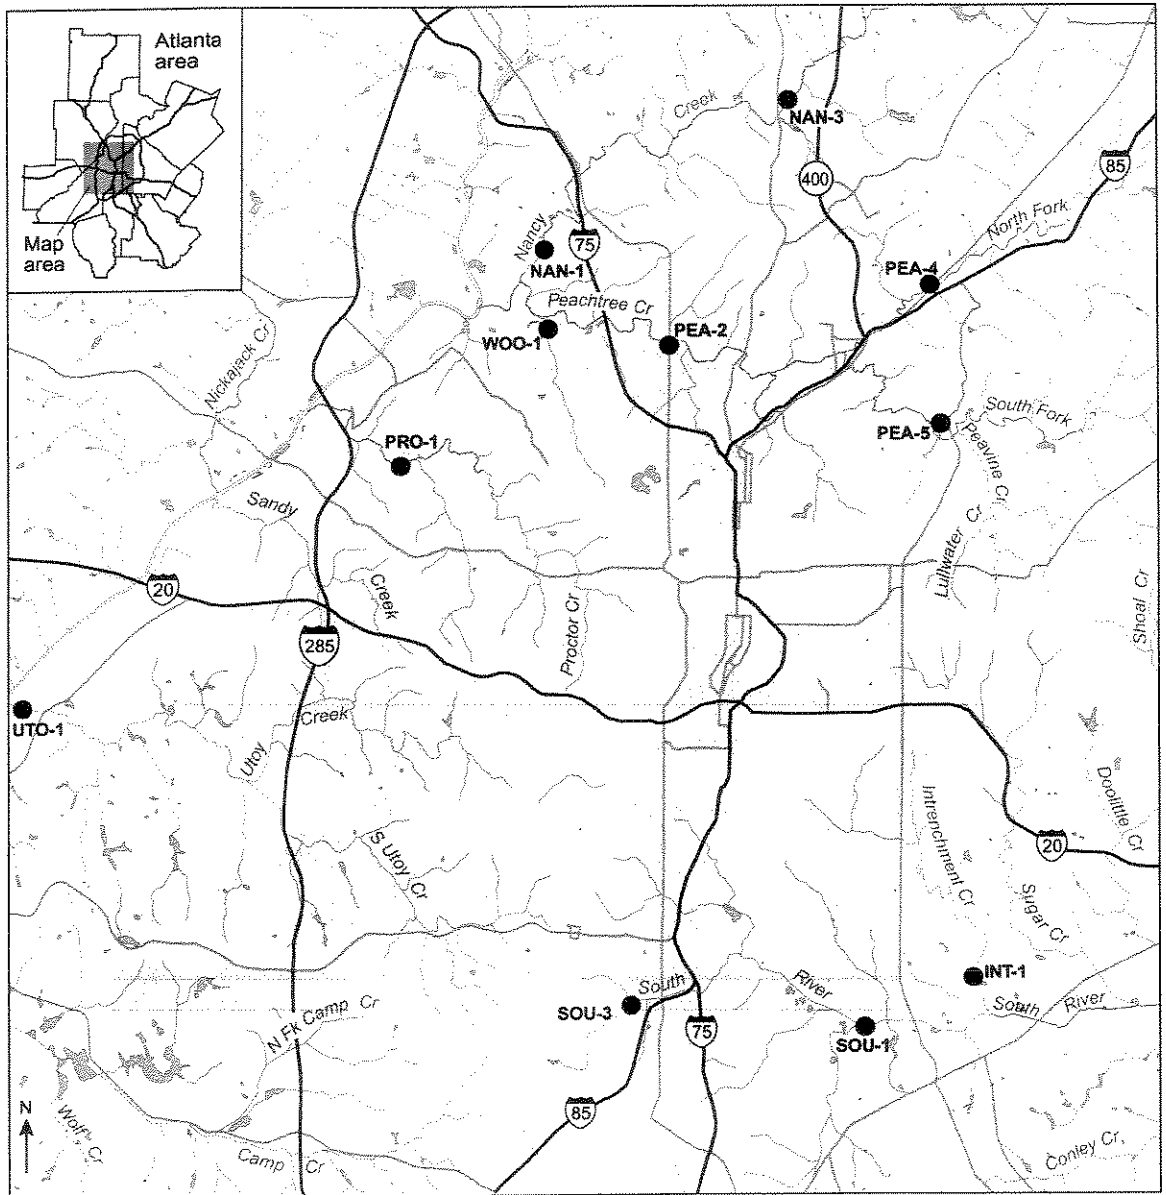 Atlanta
area
Map
area
Creek
NAN-3
400
85
North Fork
Nancy
75
NAN-1
PEA-4
Peachtree Cr
WOO-1
PEA-2
Nickajack Cr
PRO-1
PEA-5
South Fork
Peavine Cr
Sandy
Creek
Lullwater Cr
Shoal Cr
20
285
Proctor Cr
UTO-1
Utoy
Creek
Intrenchment Cr
Doolittle Cr
20
S Utoy Cr
Sugar Cr
INT-1
South
River
SOU-3
South
River
SOU-1
N Fk Camp Cr
75
85
N
Wolf Cr
Camp Cr
Conley Cr